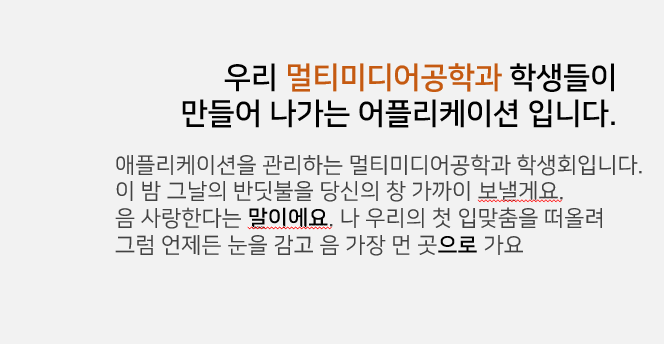 우리 멀티미디어공학과 학생들이
만들어 나가는 어플리케이션 입니다.
애플리케이션을 관리하는 멀티미디어공학과 학생회입니다.
이 밤 그날의 반딧불을 당신의 창 가까이 보낼게요.
음 사랑한다는 말이에요. 나 우리의 첫 입맞춤을 떠올려
그럼 언제든 눈을 감고 음 가장 먼 곳으로 가요